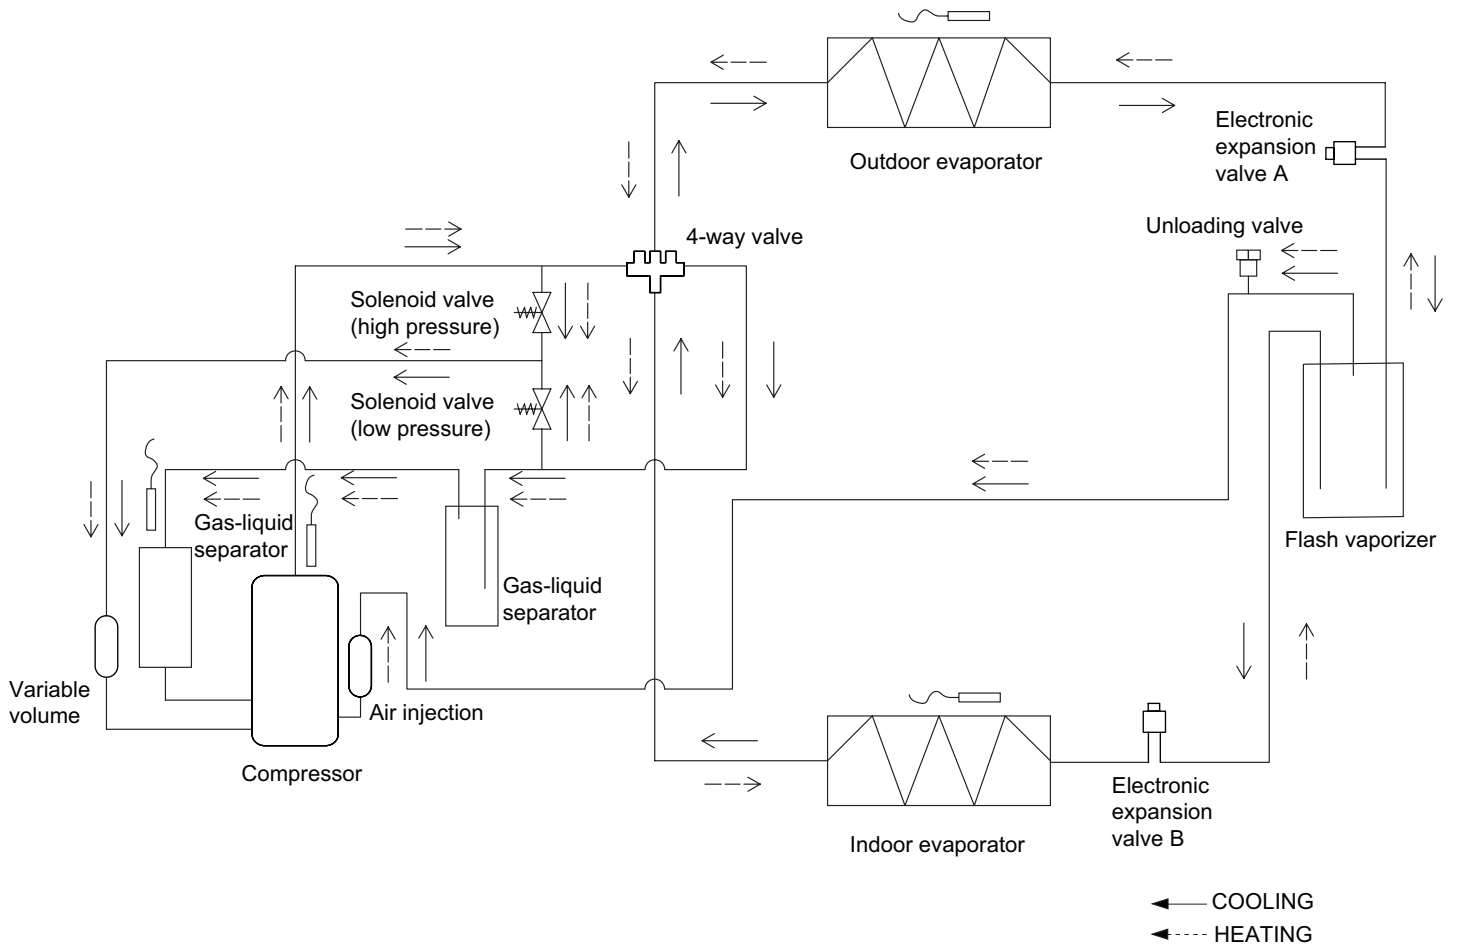 Electronic
expansion
valve A
Outdoor evaporator
Unloading valve
4-way valve
Solenoid valve
(high pressure)
Solenoid valve
(low pressure)
Gas-liquid
separator
Flash vaporizer
Gas-liquid
separator
Variable
volume
Air injection
Compressor
Electronic
expansion
valve B
Indoor evaporator
COOLING
HEATING